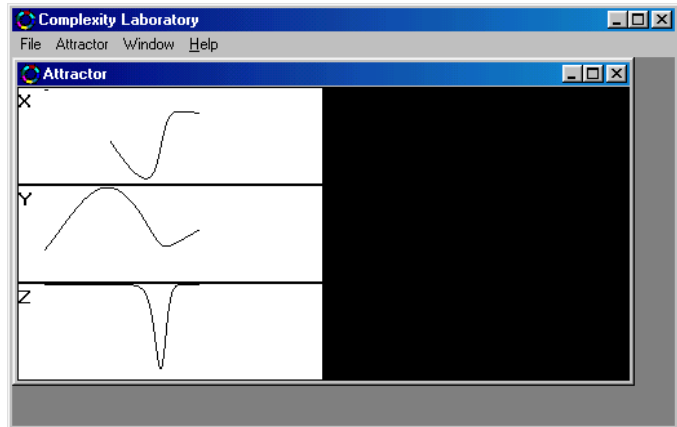 Complexity Laboratory
File Attractor Window Help
Attractor
X
Y
Z